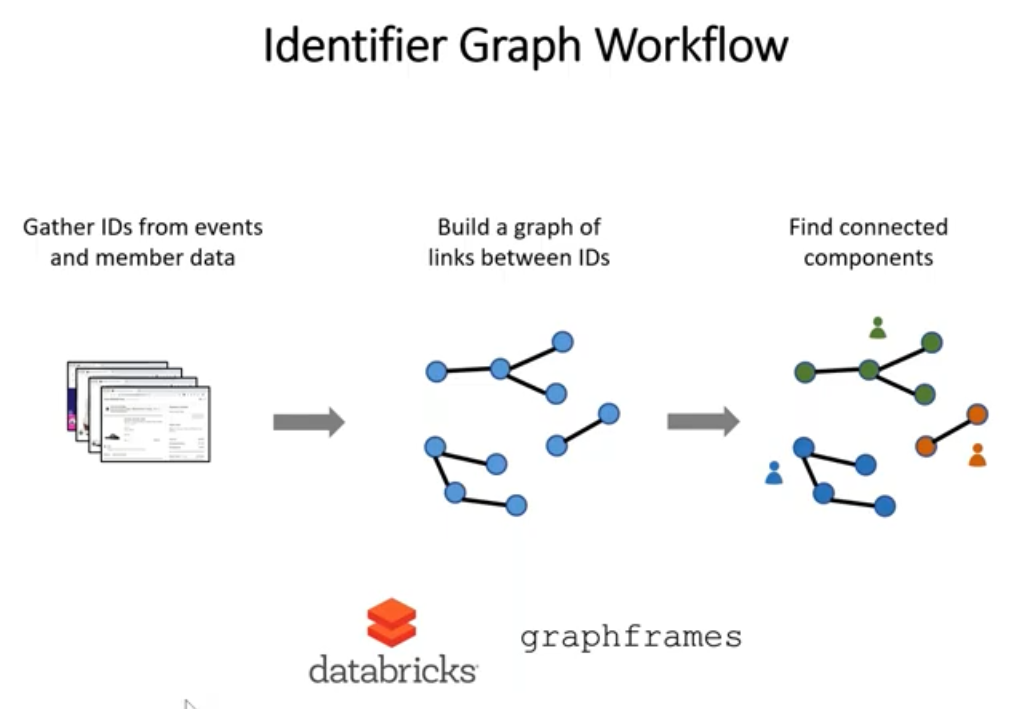 Identifier Graph Workflow
Gather IDs from events
and member data
Build a graph of
links between IDs
Find connected
components
databricks
graphframes